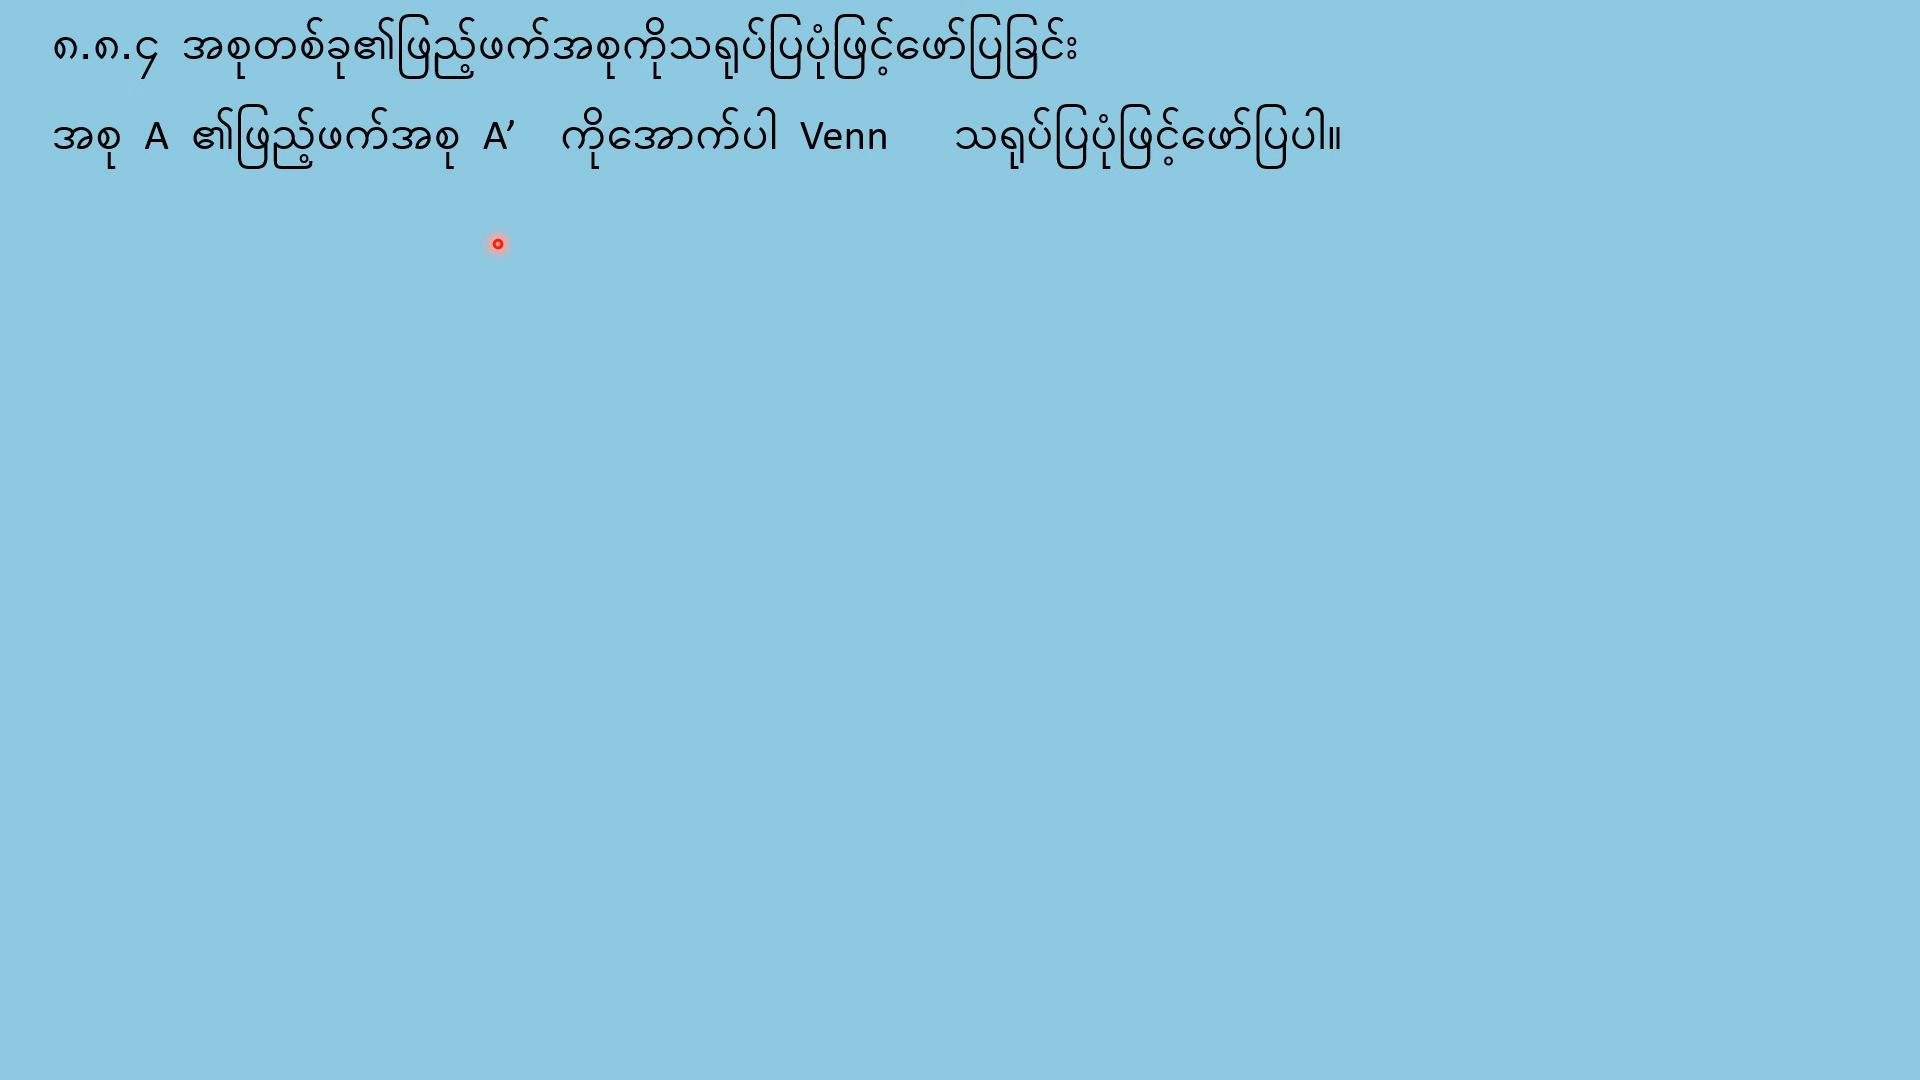 ၈.၈.၄ အစုတစ်ခု၏ဖြည့်ဖက်အစုကိုသရုပ်ပြပုံဖြင့်ဖော်ပြခြင်း
အစု A ၏ဖြည့်ဖက်အစု A’ ကိုအောက်ပါ Venn သရုပ်ပြပုံဖြင့်ဖော်ပြပါ။